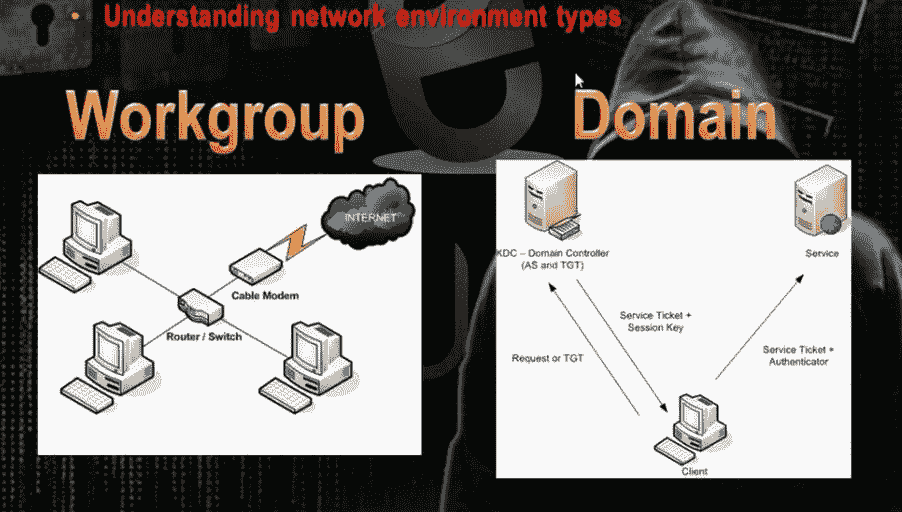 Understanding network environment types
Workgroup
Domain
INTERNET
Cable Modem
Router / Switch
KDC – Domain Controller
(AS and TGT)
Service
Service Ticket +
Session Key
Request or TGT
Service Ticket +
Authenticator
Client